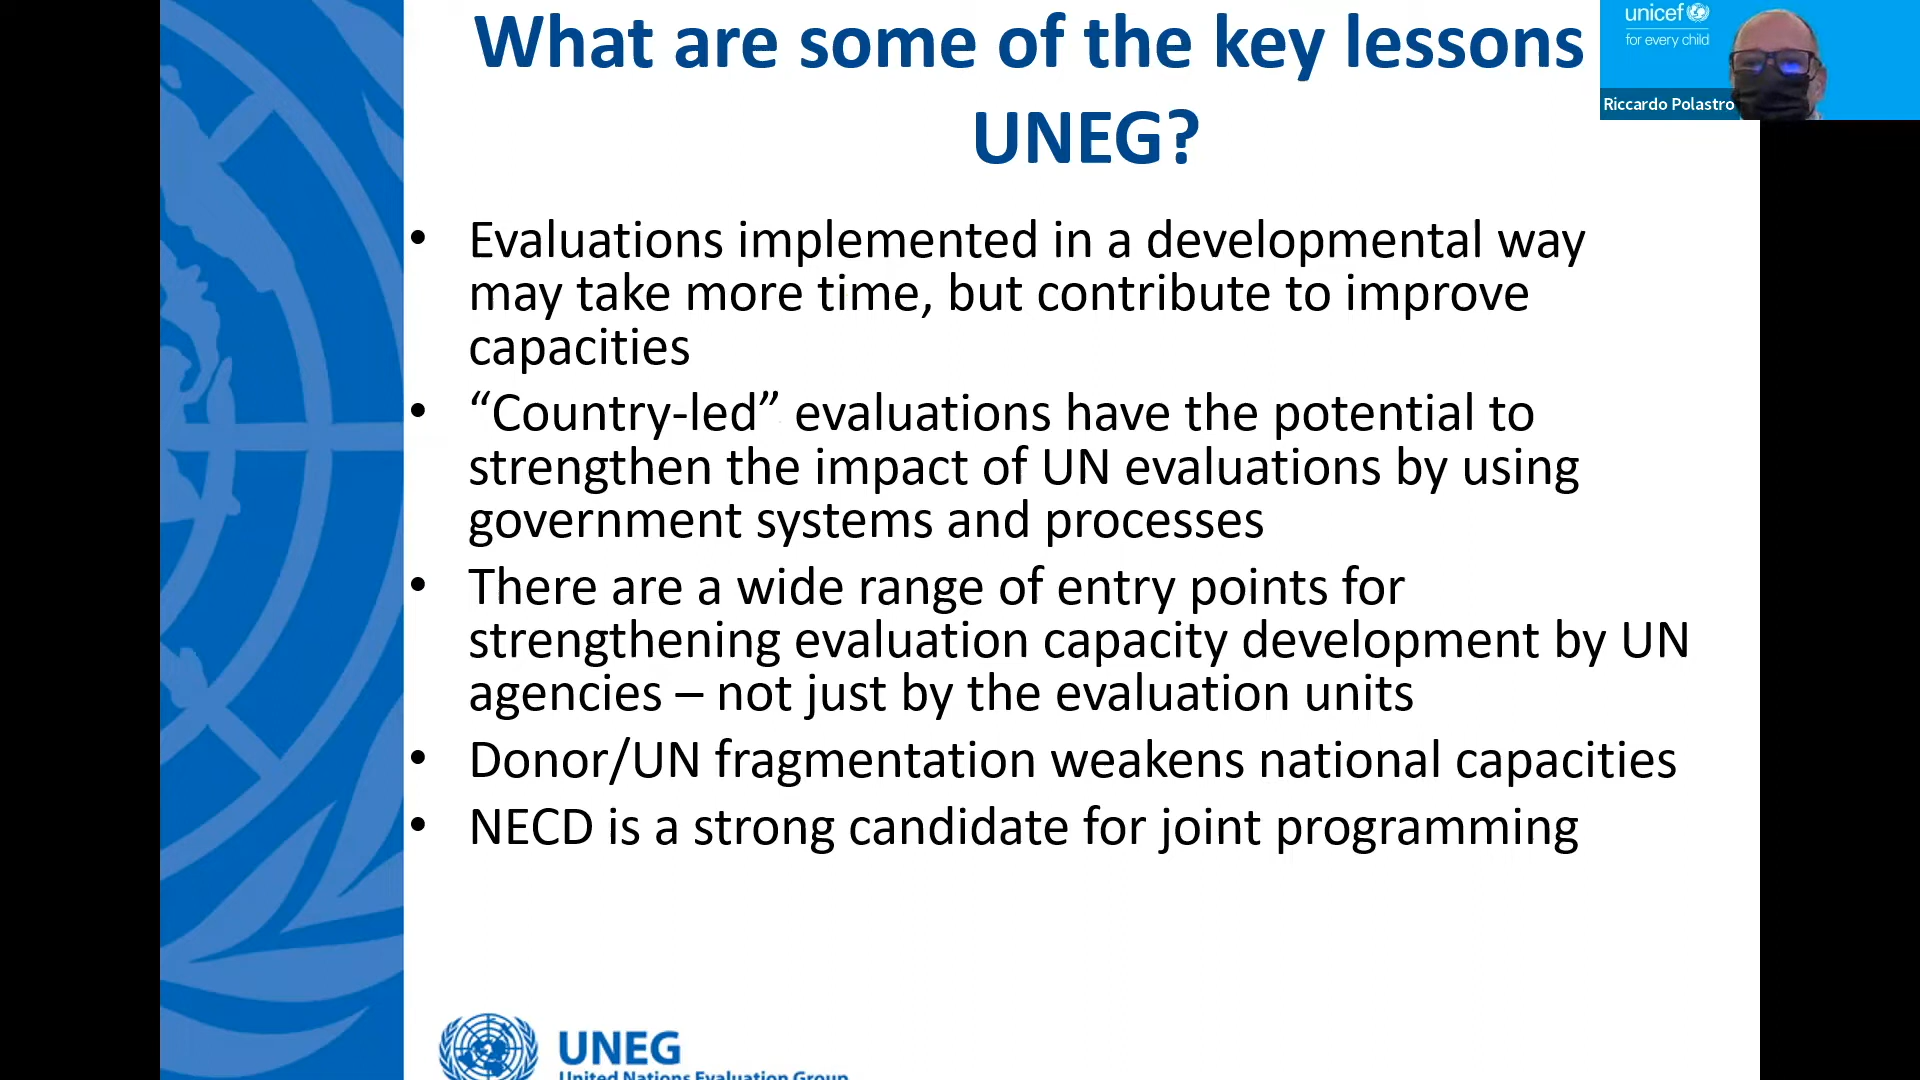 What are some of the key lessons
UNEG?
unicef
for every child
Riccardo Polastro
• Evaluations implemented in a developmental way
may take more time, but contribute to improve
capacities
• “Country-led” evaluations have the potential to
strengthen the impact of UN evaluations by using
government systems and processes
• There are a wide range of entry points for
strengthening evaluation capacity development by UN
agencies – not just by the evaluation units
• Donor/UN fragmentation weakens national capacities
• NECD is a strong candidate for joint programming
UNEG
United Nations Evaluation Group